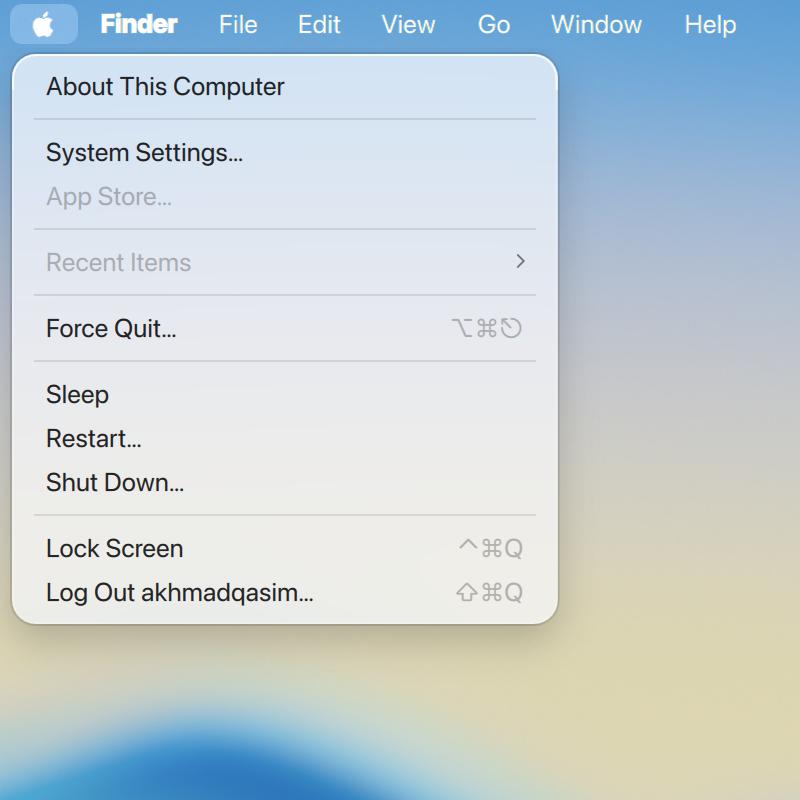 Finder File Edit View Go Window Help
About This Computer
System Settings…
App Store…
Recent Items
Force Quit… ⌥⌘⎋
Sleep
Restart…
Shut Down…
Lock Screen ^⌘Q
Log Out akhmadqasim… ⇧⌘Q